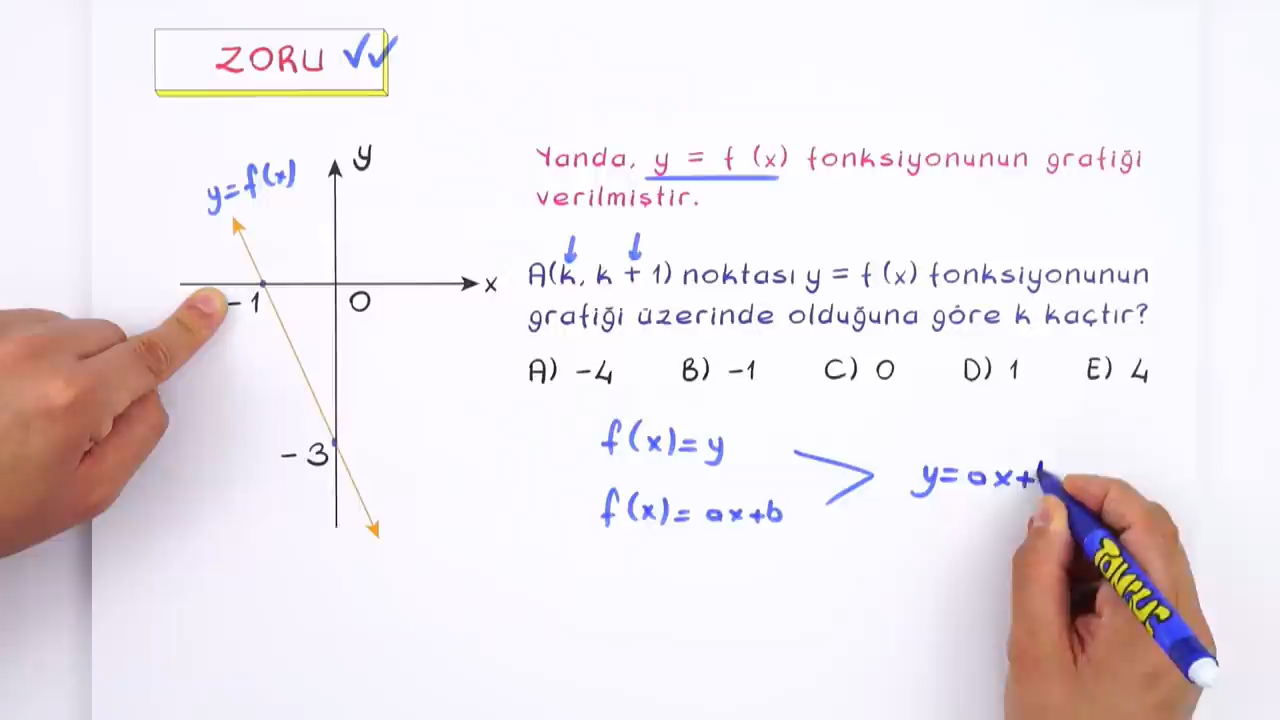 ZORU ✓✓
y
y=f(x)
x
-1
0
-3
Yanda, y = f (x) fonksiyonunun grafiği
verilmiştir.
A(k, k + 1) noktası y = f (x) fonksiyonunun
grafiği üzerinde olduğuna göre k kaçtır?
A) -4 B) -1 C) 0 D) 1 E) 4
f(x)=y
f(x)= ax+b
y=ax+